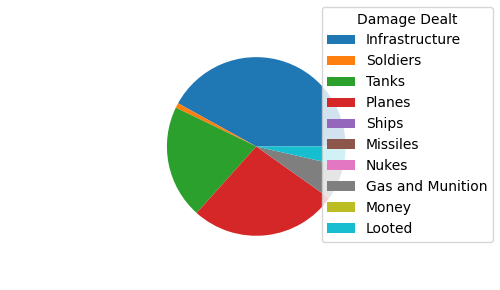 Damage Dealt
Infrastructure
Soldiers
Tanks
Planes
Ships
Missiles
Nukes
Gas and Munition
Money
Looted